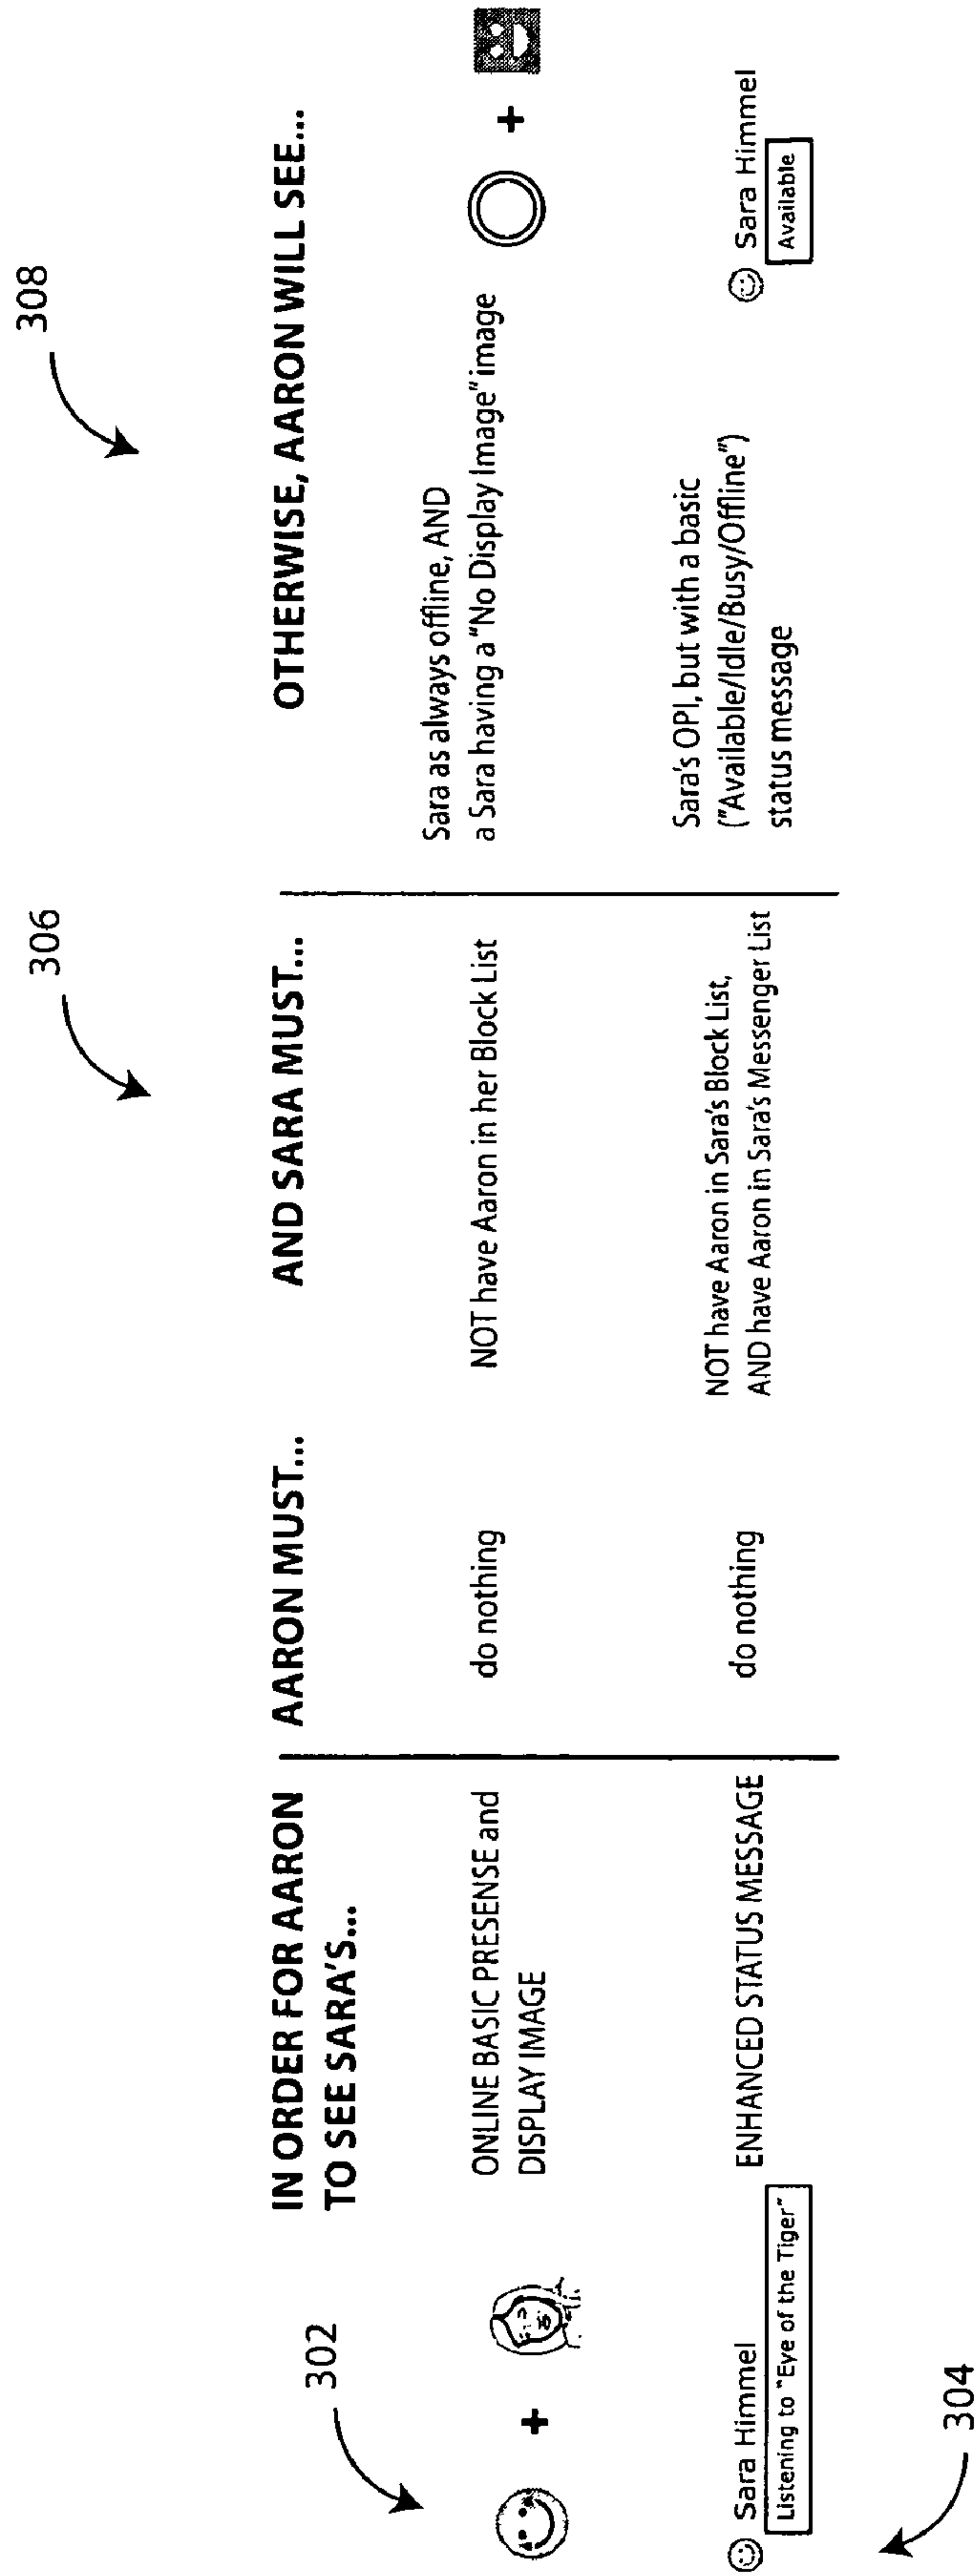 308
306
302
304
IN ORDER FOR AARON
TO SEE SARA'S...
AARON MUST...
AND SARA MUST...
OTHERWISE, AARON WILL SEE...
ONLINE BASIC PRESENSE and
DISPLAY IMAGE
do nothing
NOT have Aaron in her Block List
Sara as always offline, AND
a Sara having a "No Display Image" image
+
+
Sara Himmel
Listening to "Eye of the Tiger"
ENHANCED STATUS MESSAGE
do nothing
NOT have Aaron in Sara's Block List,
AND have Aaron in Sara's Messenger List
Sara's OPI, but with a basic
("Available/Idle/Busy/Offline")
status message
Sara Himmel
Available